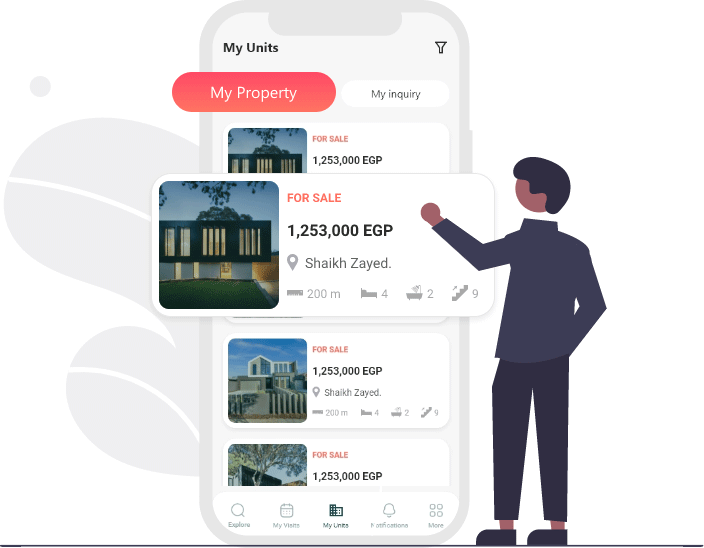 My Units
My Property
My inquiry
FOR SALE
1,253,000 EGP
FOR SALE
1,253,000 EGP
Shaikh Zayed.
200 m 4 2 9
FOR SALE
1,253,000 EGP
Shaikh Zayed.
200 m 4 2 9
FOR SALE
1,253,000 EGP
Explore My Visits My Units Notifications More